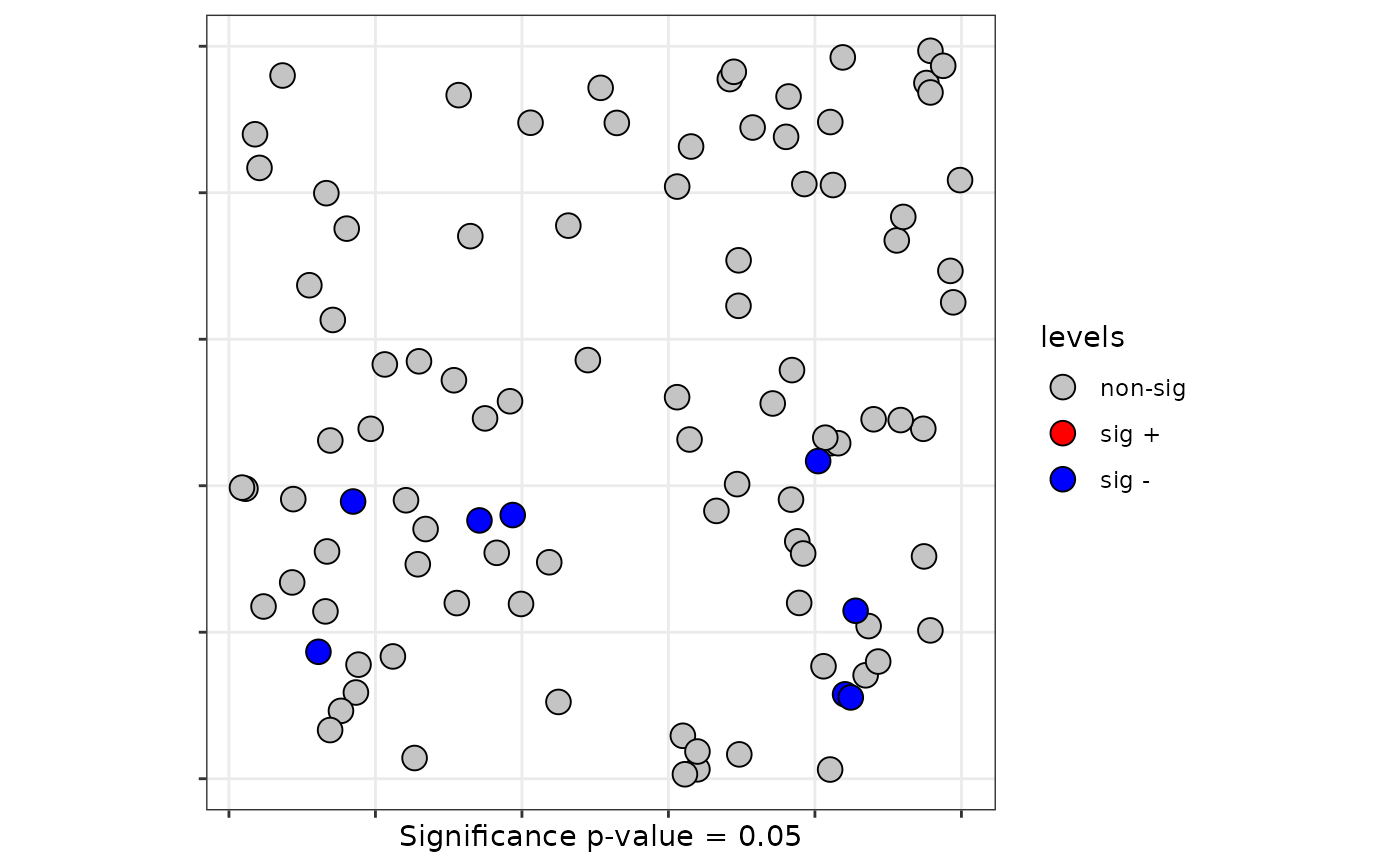 levels
non-sig
sig +
sig -
Significance p-value = 0.05